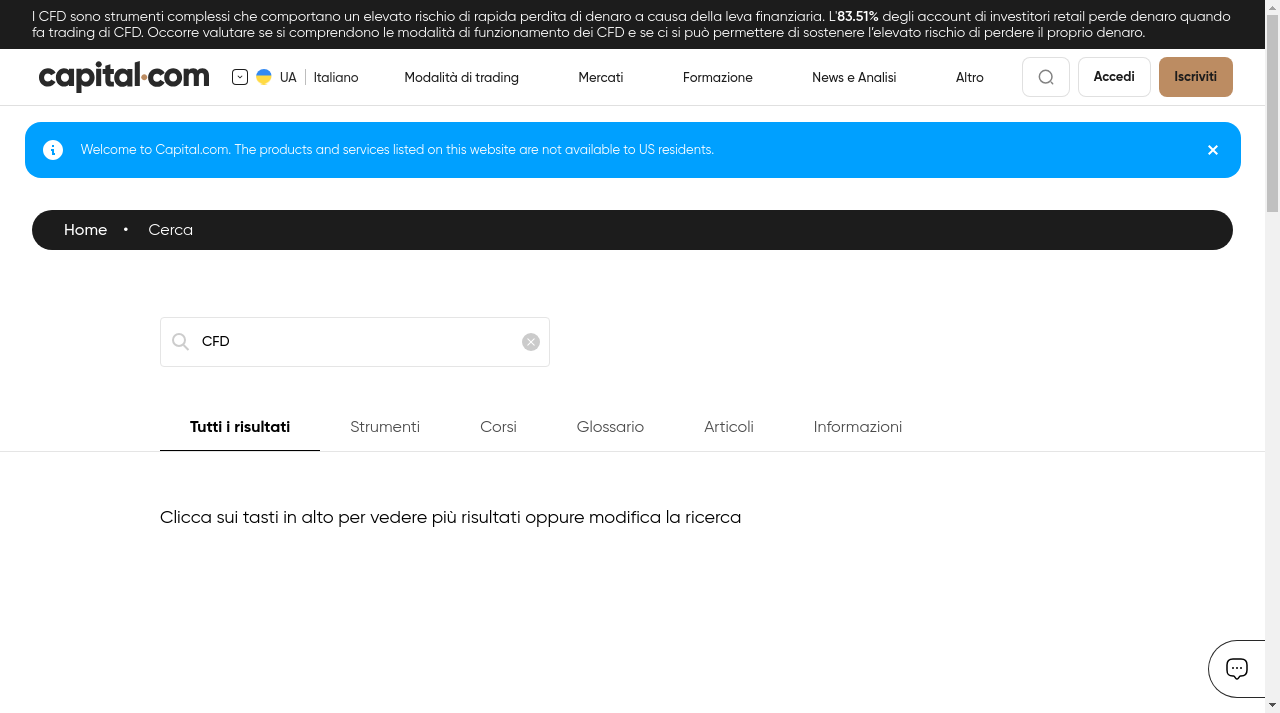 I CFD sono strumenti complessi che comportano un elevato rischio di rapida perdita di denaro a causa della leva finanziaria. L'83.51% degli account di investitori retail perde denaro quando
fa trading di CFD. Occorre valutare se si comprendono le modalità di funzionamento dei CFD e se ci si può permettere di sostenere l’elevato rischio di perdere il proprio denaro.
capital.com UA Italiano Modalità di trading Mercati Formazione News e Analisi Altro Accedi Iscriviti
Welcome to Capital.com. The products and services listed on this website are not available to US residents.
Home • Cerca
CFD
Tutti i risultati Strumenti Corsi Glossario Articoli Informazioni
Clicca sui tasti in alto per vedere più risultati oppure modifica la ricerca